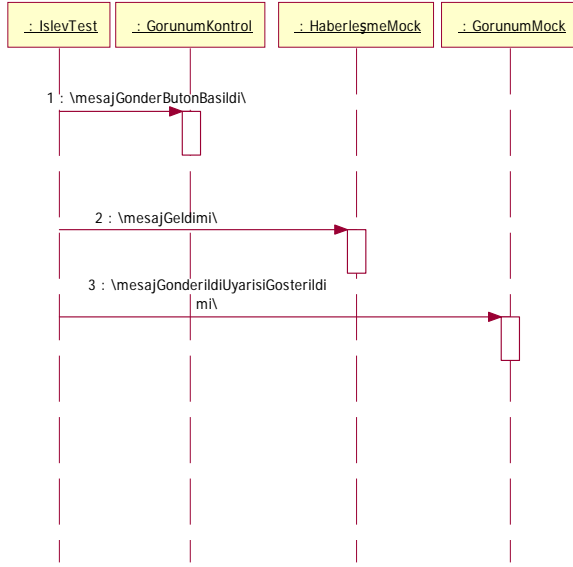 : IslevTest
: GorunumKontrol
: HaberleşmeMock
: GorunumMock
1 : \mesajGonderButonBasildi\
2 : \mesajGeldimi\
3 : \mesajGonderildiUyarisiGosterildi
mi\